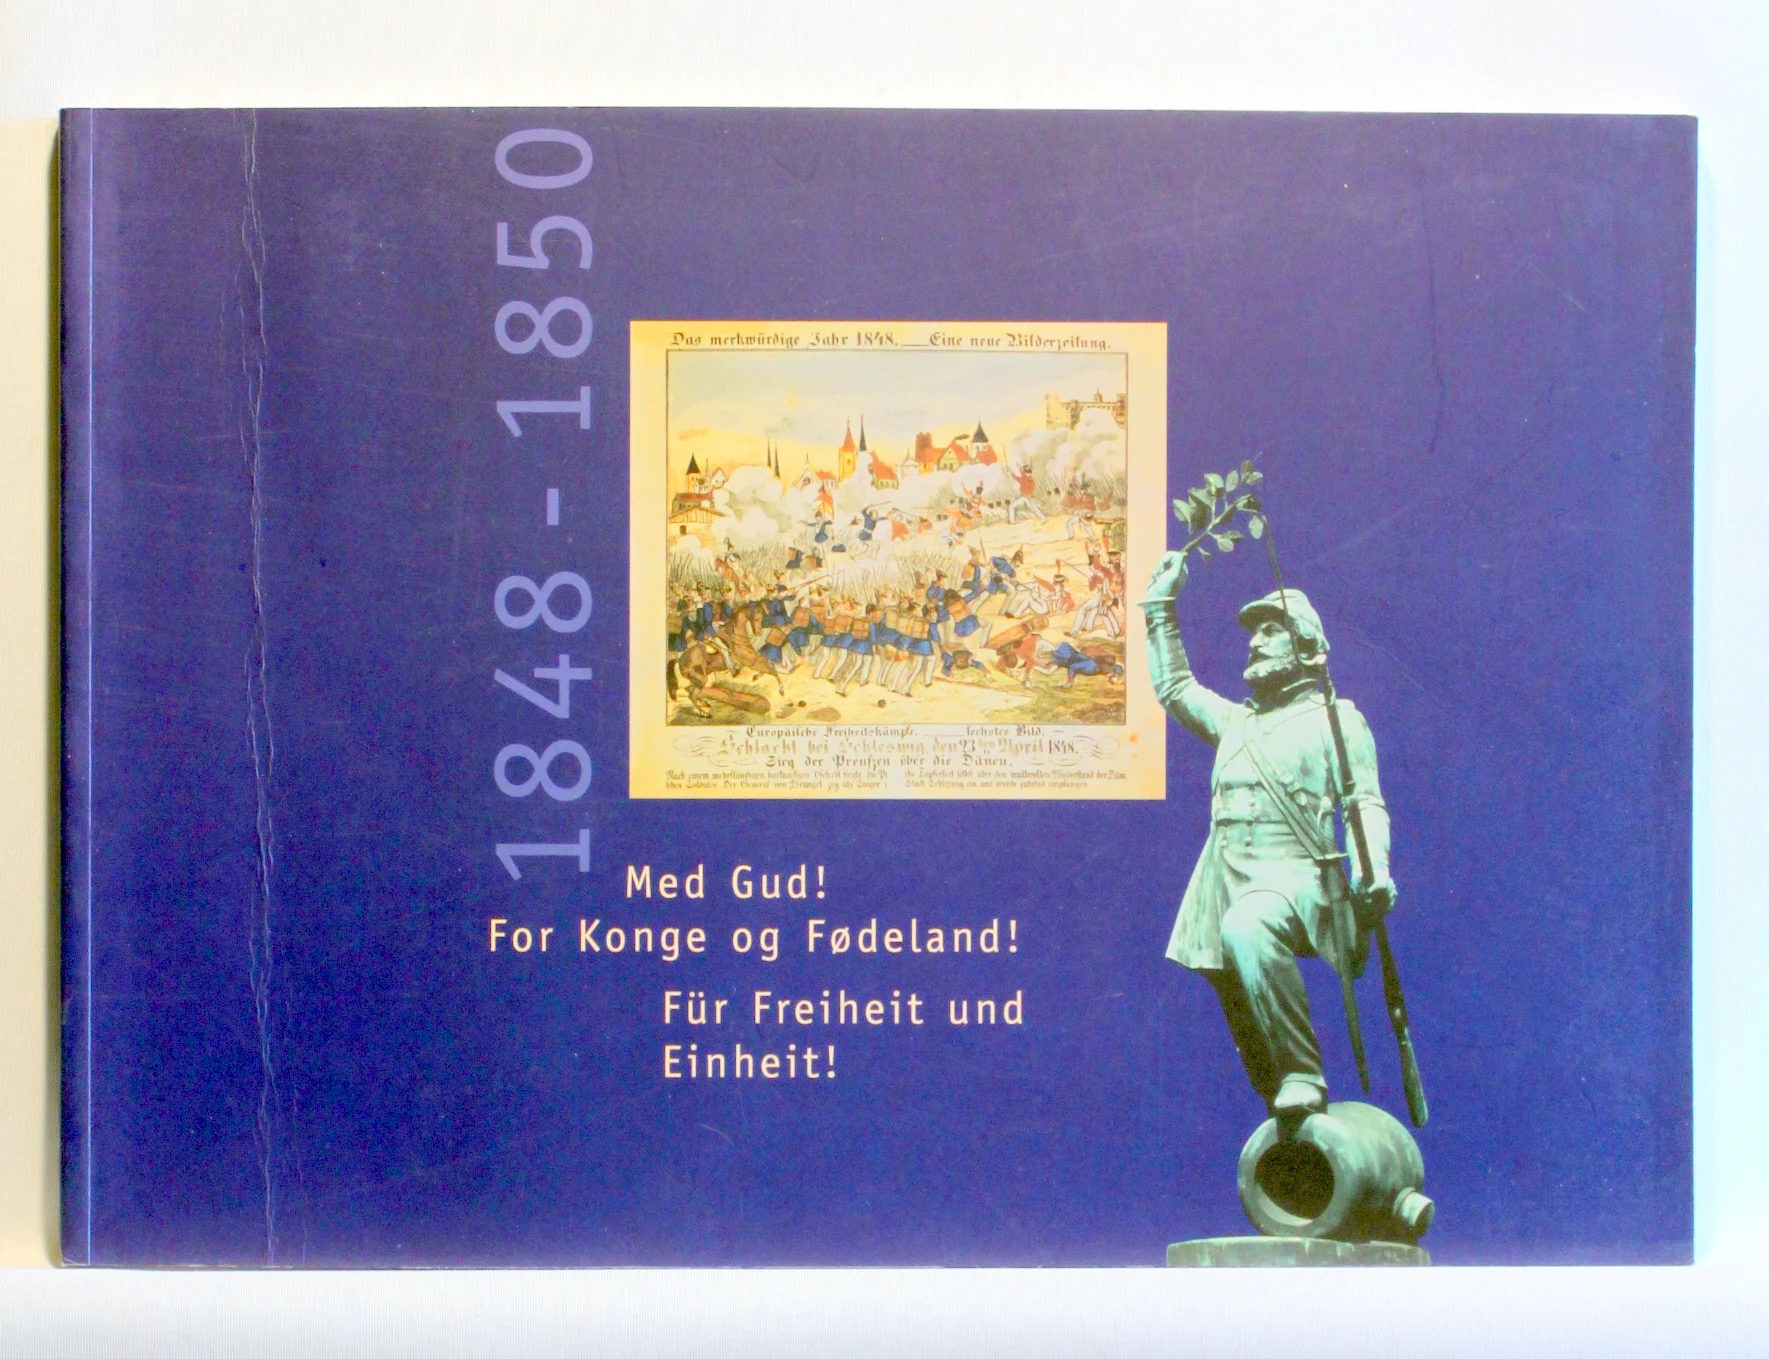 1848 - 1850
Das merkwürdige Jahr 1848. Eine neue Bilderzeitung.
Europäische Freiheitskämpfe. sechstes Bild.
Schlacht bei Schleswig, den 23ten April 1848.
Sieg der Preußen über die Dänen.
Med Gud!
For Konge og Fødeland!
Für Freiheit und
Einheit!